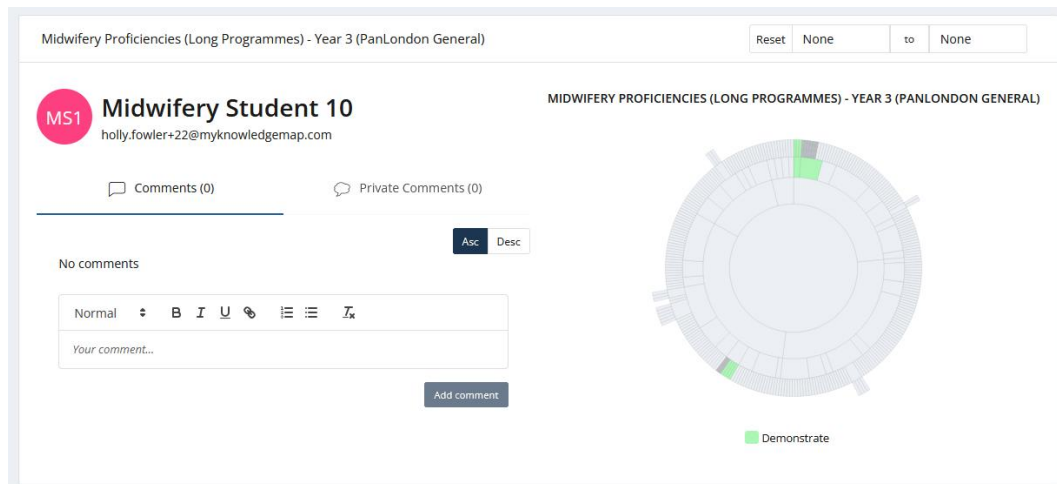 Midwifery Proficiencies (Long Programmes) - Year 3 (PanLondon General)
Reset None to None
MS1
Midwifery Student 10
holly.fowler+22@myknowledgemap.com
Comments (0)
Private Comments (0)
Asc Desc
No comments
Normal B I U
Your comment...
Add comment
MIDWIFERY PROFICIENCIES (LONG PROGRAMMES) - YEAR 3 (PANLONDON GENERAL)
Demonstrate